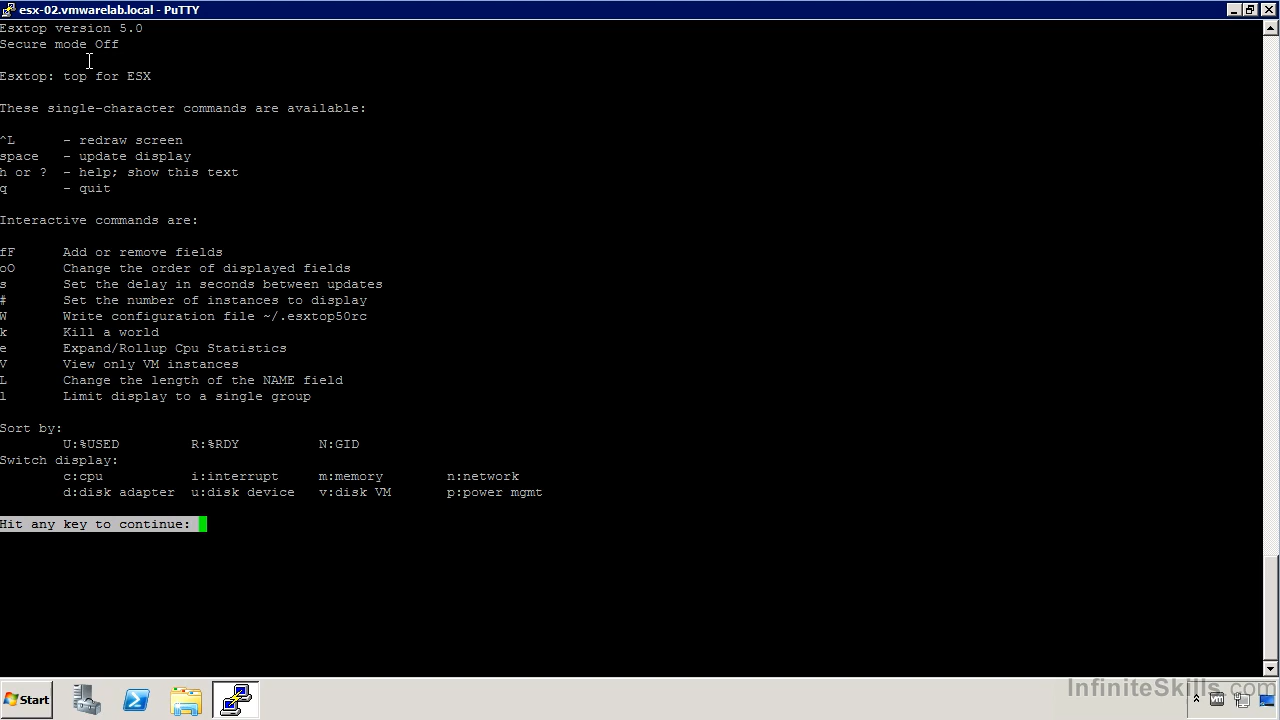 esx-02.vmwarelab.local - PuTTY
Esxtop version 5.0
Secure mode Off
Esxtop: top for ESX
These single-character commands are available:
^L - redraw screen
space - update display
h or ? - help; show this text
q - quit
Interactive commands are:
fF Add or remove fields
oO Change the order of displayed fields
s Set the delay in seconds between updates
# Set the number of instances to display
W Write configuration file ~/.esxtop50rc
k Kill a world
e Expand/Rollup Cpu Statistics
V View only VM instances
L Change the length of the NAME field
l Limit display to a single group
Sort by:
U:%USED R:%RDY N:GID
Switch display:
c:cpu i:interrupt m:memory n:network
d:disk adapter u:disk device v:disk VM p:power mgmt
Hit any key to continue:
InfiniteSkills.com
Start
vm